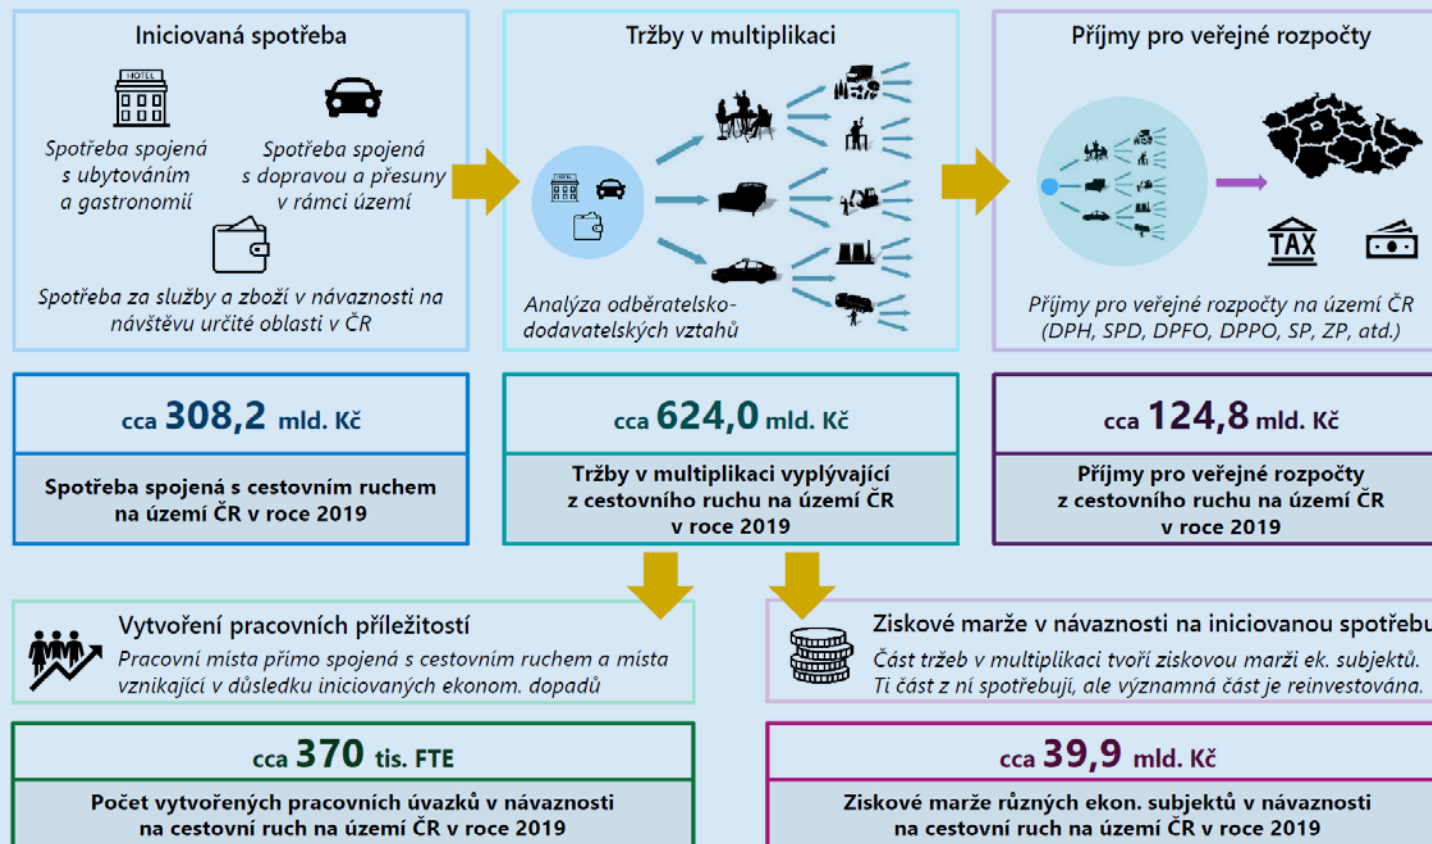 Iniciovaná spotřeba
HOTEL
Spotřeba spojená
s ubytováním
a gastronomií
Spotřeba spojená
s dopravou a přesuny
v rámci území
Spotřeba za služby a zboží v návaznosti na
návštěvu určité oblasti v ČR
Tržby v multiplikaci
Analýza odběratelsko-
dodavatelských vztahů
Příjmy pro veřejné rozpočty
TAX
Příjmy pro veřejné rozpočty na území ČR
(DPH, SPD, DPFO, DPPO, SP, ZP, atd.)
cca 308,2 mld. Kč
Spotřeba spojená s cestovním ruchem
na území ČR v roce 2019
cca 624,0 mld. Kč
Tržby v multiplikaci vyplývající
z cestovního ruchu na území ČR
v roce 2019
cca 124,8 mld. Kč
Příjmy pro veřejné rozpočty
z cestovního ruchu na území ČR
v roce 2019
Vytvoření pracovních příležitostí
Pracovní místa přímo spojená s cestovním ruchem a místa
vznikající v důsledku iniciovaných ekonom. dopadů
Ziskové marže v návaznosti na iniciovanou spotřebu
Část tržeb v multiplikaci tvoří ziskovou marži ek. subjektů.
Ti část z ní spotřebují, ale významná část je reinvestována.
cca 370 tis. FTE
Počet vytvořených pracovních úvazků v návaznosti
na cestovní ruch na území ČR v roce 2019
cca 39,9 mld. Kč
Ziskové marže různých ekon. subjektů v návaznosti
na cestovní ruch na území ČR v roce 2019